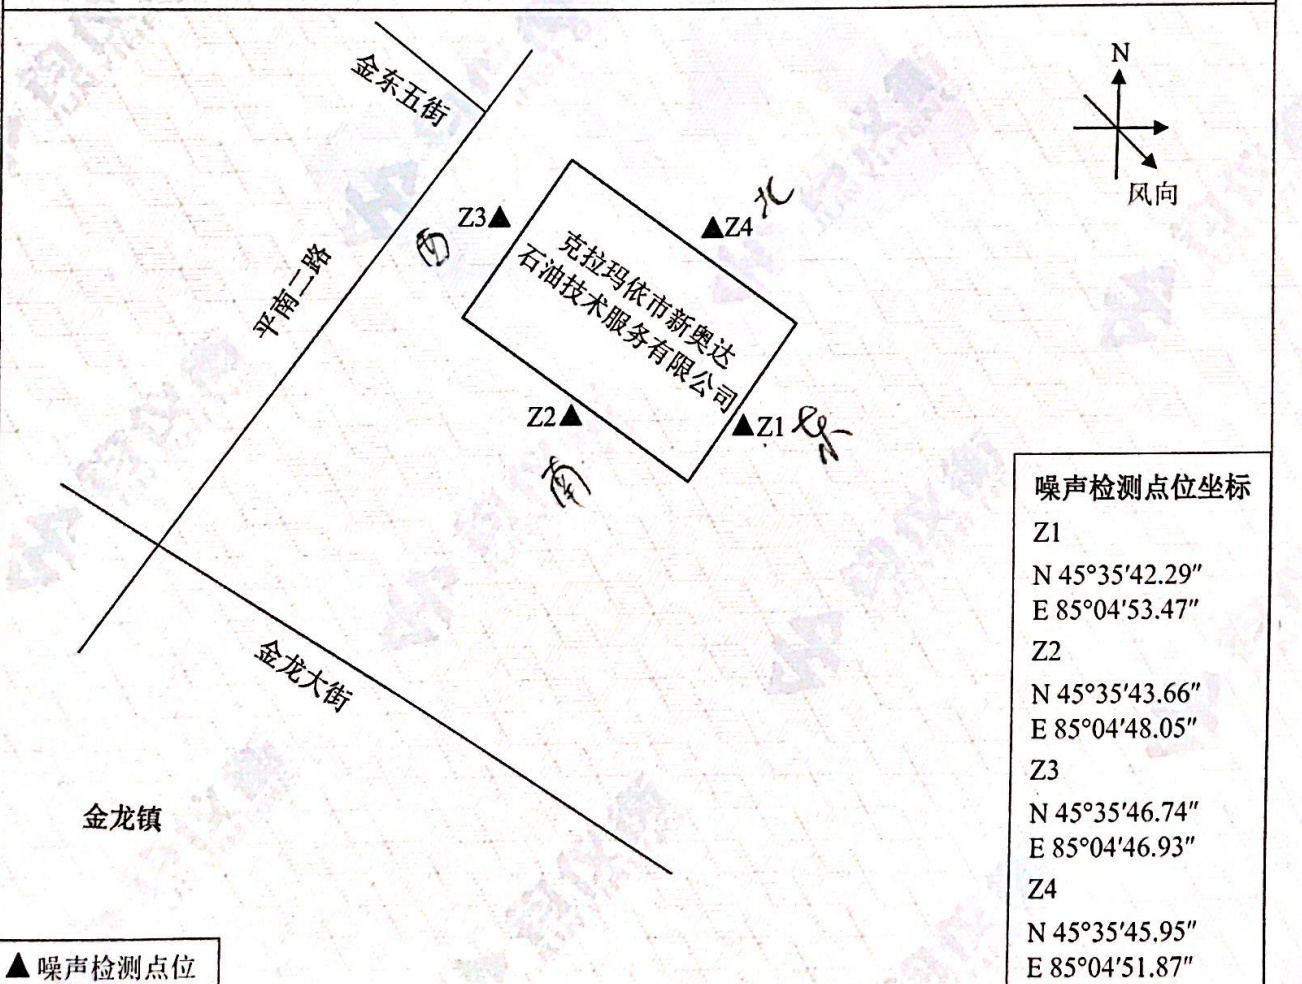 金东五街
N
风向
Z3▲
西
▲Z4
北
克拉玛依市新奥达
石油技术服务有限公司
平南二路
Z2▲
南
▲Z1
东
金龙大街
金龙镇
▲噪声检测点位
噪声检测点位坐标
Z1
N 45°35′42.29″
E 85°04′53.47″
Z2
N 45°35′43.66″
E 85°04′48.05″
Z3
N 45°35′46.74″
E 85°04′46.93″
Z4
N 45°35′45.95″
E 85°04′51.87″